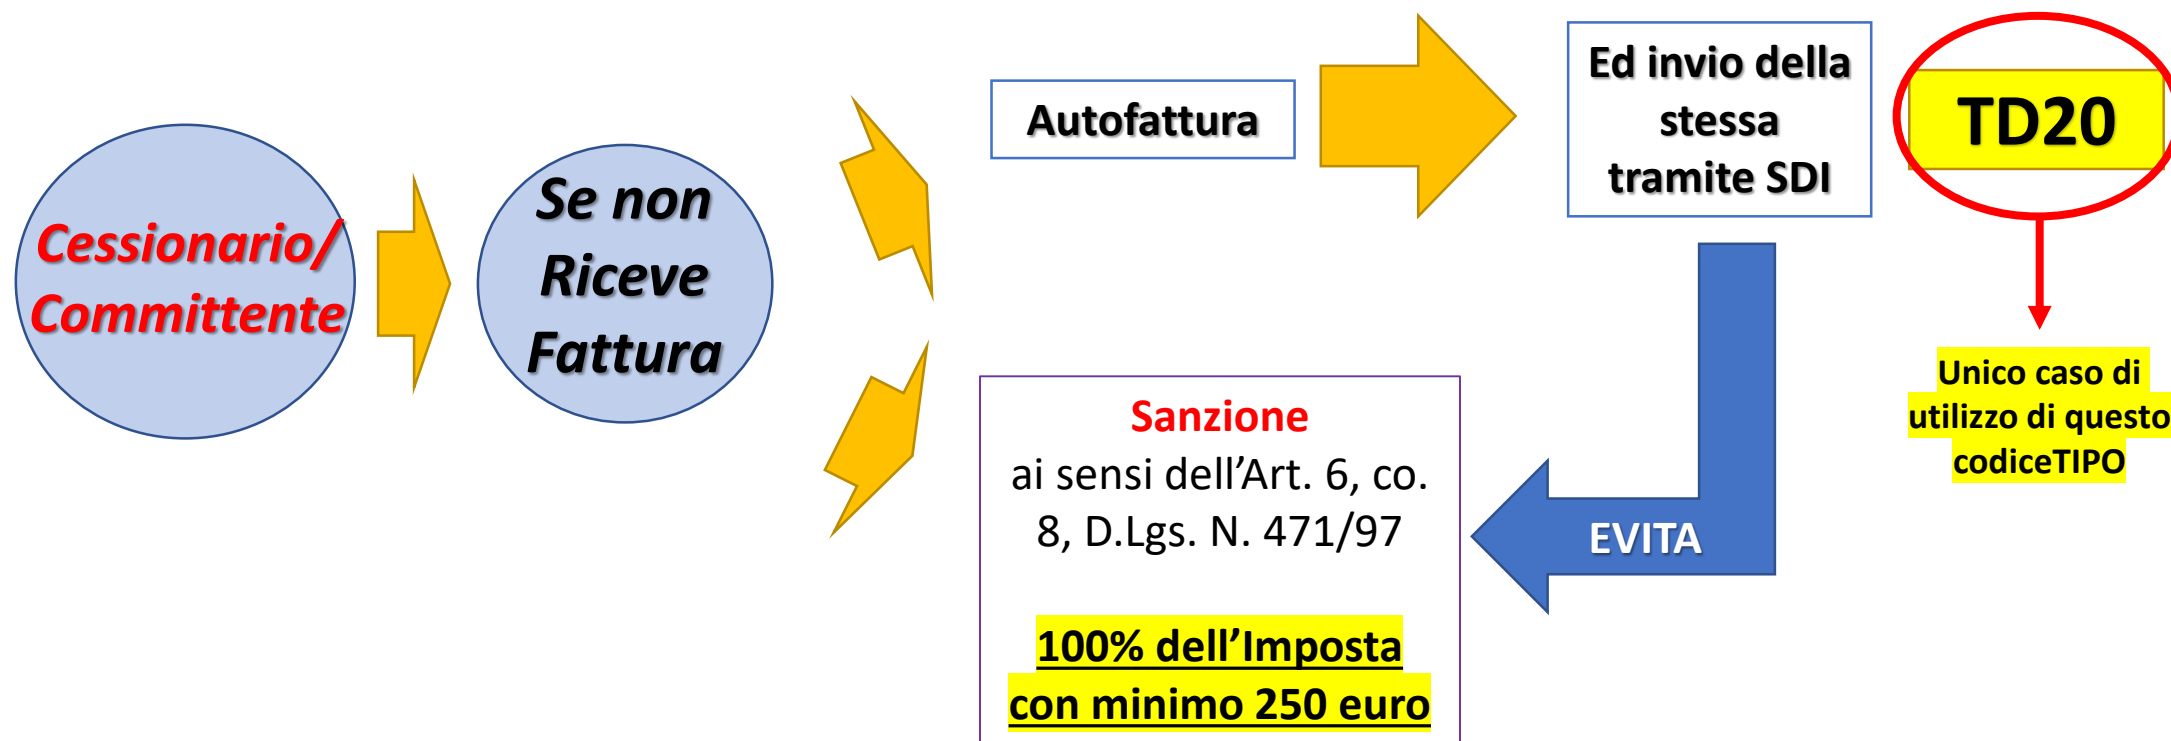 Cessionario/
Committente
Se non
Riceve
Fattura
Autofattura
Ed invio della
stessa
tramite SDI
TD20
Unico caso di
utilizzo di questo
codiceTIPO
Sanzione
ai sensi dell’Art. 6, co.
8, D.Lgs. N. 471/97
100% dell’Imposta
con minimo 250 euro
EVITA